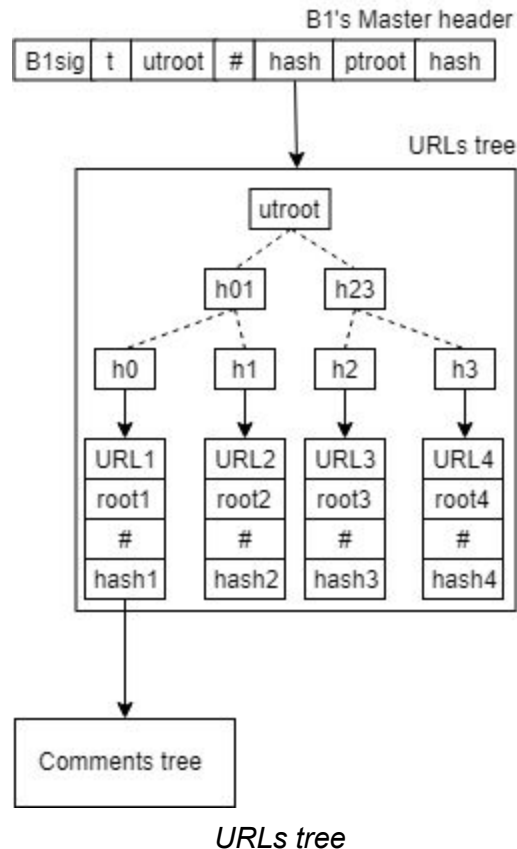 B1's Master header
B1sig t utroot # hash ptroot hash
URLs tree
utroot
h01 h23
h0 h1 h2 h3
URL1 URL2 URL3 URL4
root1 root2 root3 root4
# # # #
hash1 hash2 hash3 hash4
Comments tree
URLs tree